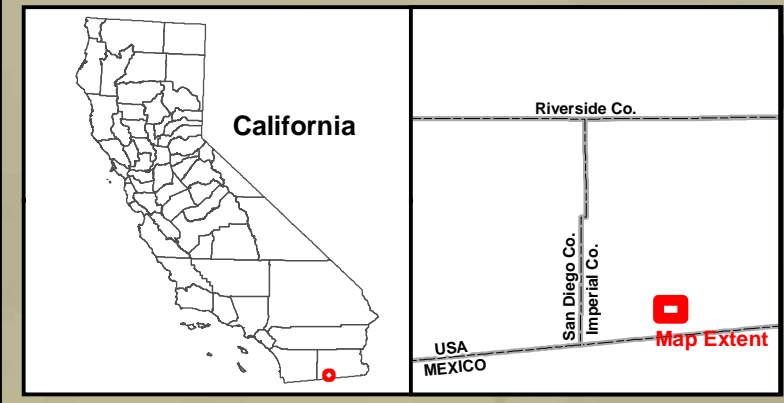 California
Riverside Co.
San Diego Co.
Imperial Co.
Map Extent
USA
MEXICO